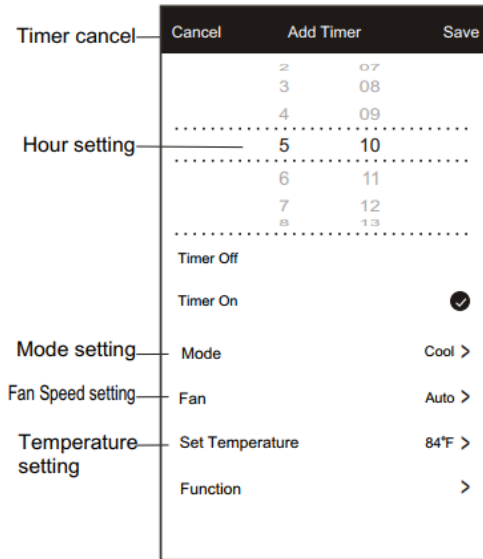 Timer cancel
Cancel Add Timer Save
2 07
3 08
4 09
Hour setting
5 10
6 11
7 12
8 13
Timer Off
Timer On
Mode setting
Mode Cool >
Fan Speed setting
Fan Auto >
Temperature
setting
Set Temperature 84°F >
Function >